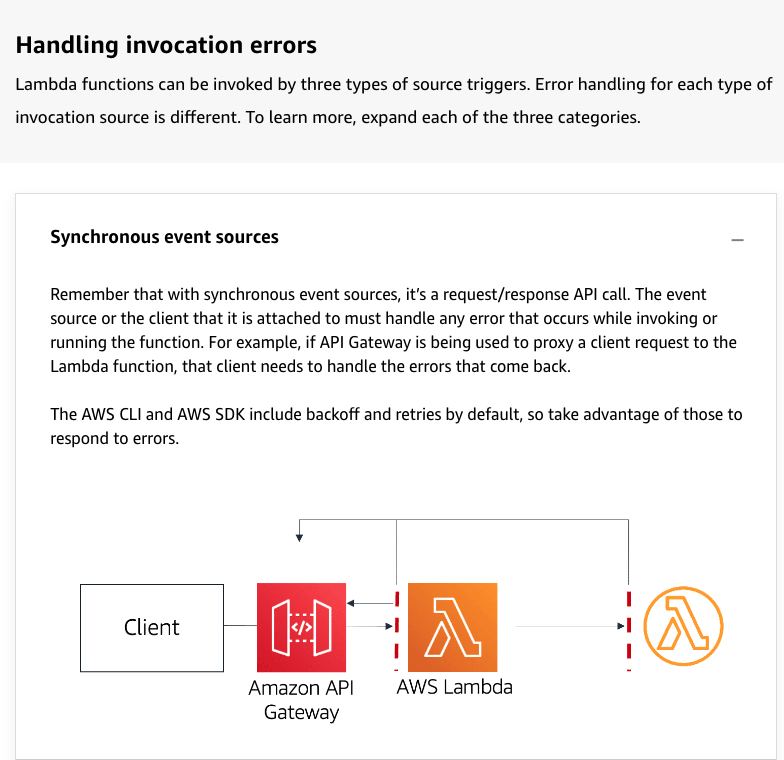 Handling invocation errors
Lambda functions can be invoked by three types of source triggers. Error handling for each type of
invocation source is different. To learn more, expand each of the three categories.
Synchronous event sources
Remember that with synchronous event sources, it’s a request/response API call. The event
source or the client that it is attached to must handle any error that occurs while invoking or
running the function. For example, if API Gateway is being used to proxy a client request to the
Lambda function, that client needs to handle the errors that come back.
The AWS CLI and AWS SDK include backoff and retries by default, so take advantage of those to
respond to errors.
Client
</>
Amazon API
Gateway
AWS Lambda